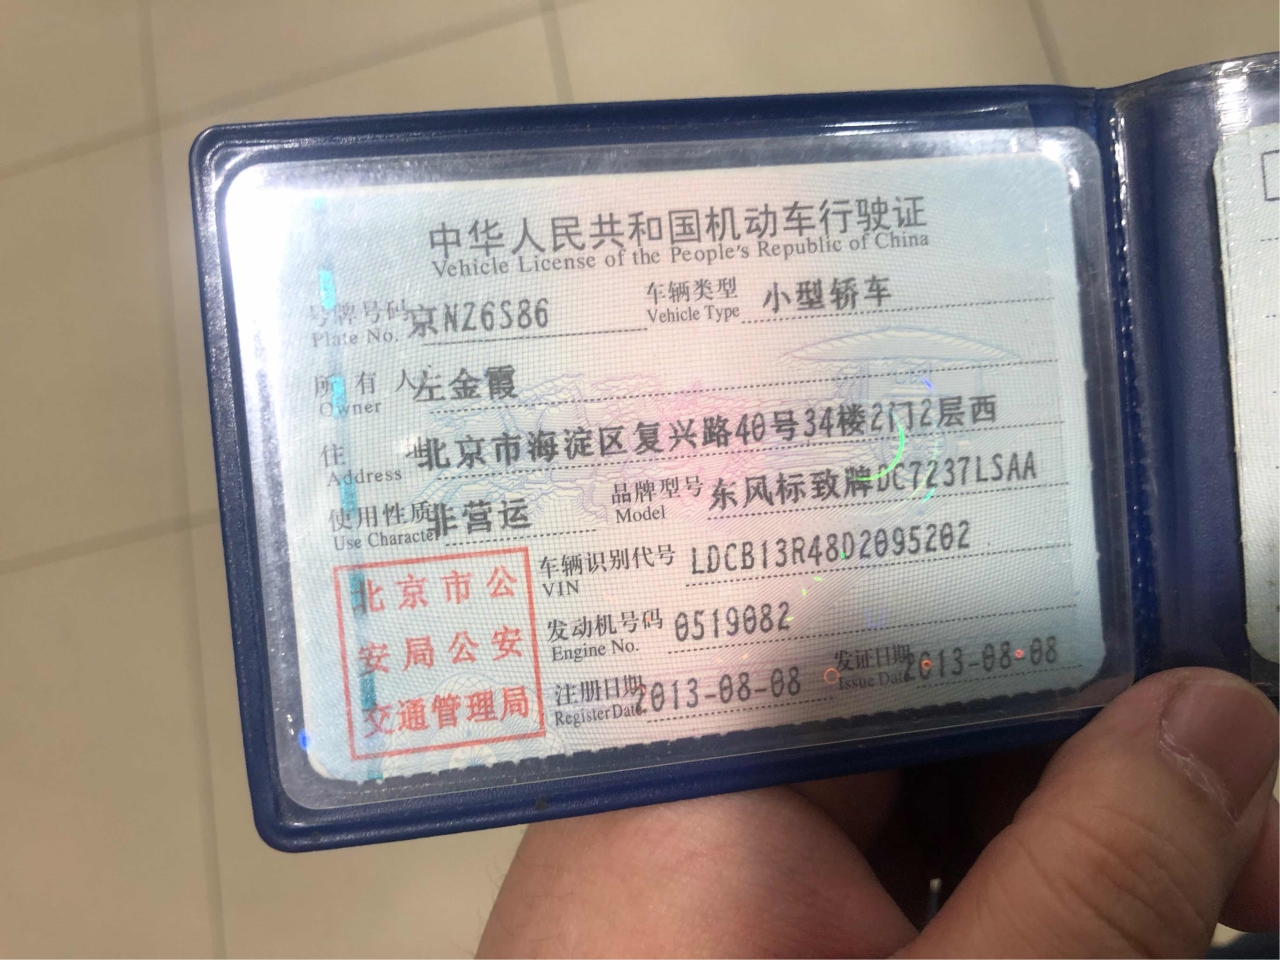 中华人民共和国机动车行驶证
Vehicle License of the People's Republic of China
号牌号码 京NZ6S86 车辆类型 小型轿车
Plate No. Vehicle Type
所有人 左金霞
Owner
住址 北京市海淀区复兴路40号34楼2门2层西
Address
使用性质 非营运 品牌型号 东风标致牌DC7237LSAA
Use Character Model
车辆识别代号 LDCB13R48D2095202
VIN
发动机号码 0519082
Engine No.
注册日期 2013-08-08 发证日期 2013-08-08
Register Date Issue Date
北京市公
安局公安
交通管理局